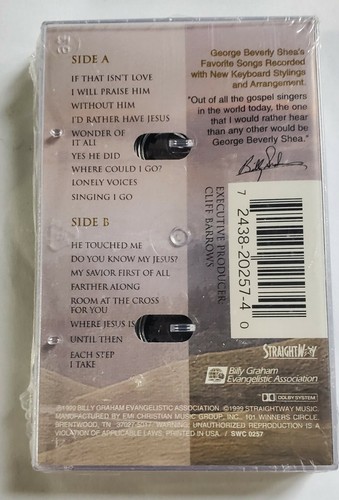 SIDE A
IF THAT ISN'T LOVE
I WILL PRAISE HIM
WITHOUT HIM
I'D RATHER HAVE JESUS
WONDER OF
IT ALL
YES HE DID
WHERE COULD I GO?
LONELY VOICES
SINGING I GO
SIDE B
HE TOUCHED ME
DO YOU KNOW MY JESUS?
MY SAVIOR FIRST OF ALL
FARTHER ALONG
ROOM AT THE CROSS
FOR YOU
WHERE JESUS IS
UNTIL THEN
EACH STEP
I TAKE
George Beverly Shea's
Favorite Songs Recorded
with New Keyboard Stylings
and Arrangement.
"Out of all the gospel singers
in the world today, the one
that I would rather hear
than any other would be
George Beverly Shea."
EXECUTIVE PRODUCER:
CLIFF BARROWS
7 2438-20257-4 0
STRAIGHTWAY
Billy Graham
Evangelistic Association
DOLBY SYSTEM
BILLY GRAHAM EVANGELISTIC ASSOCIATION. ©1999 STRAIGHTWAY MUSIC.
MANUFACTURED BY EMI CHRISTIAN MUSIC GROUP, INC. 101 WINNERS CIRCLE,
BRENTWOOD, TN 37027-5017. WARNING: UNAUTHORIZED REPRODUCTION IS A
VIOLATION OF APPLICABLE LAWS. PRINTED IN U.S.A. / SWC 0257